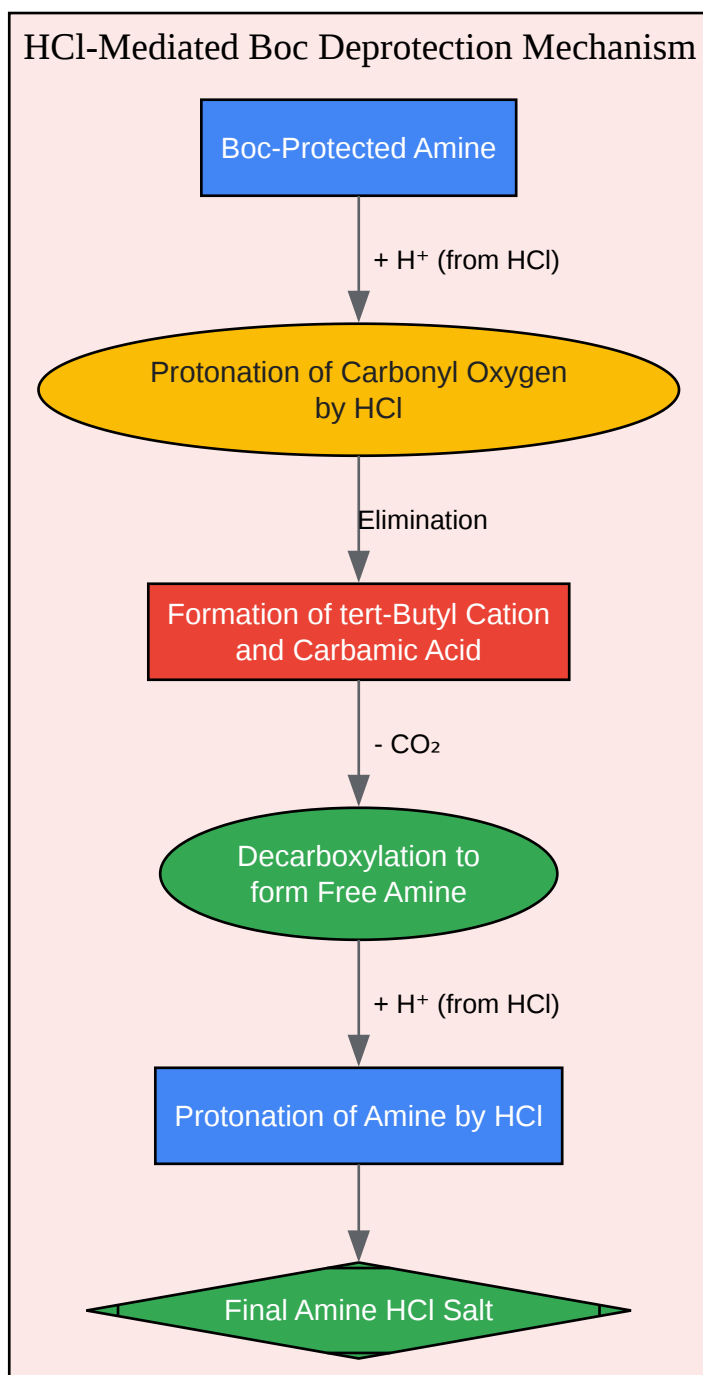 HCl-Mediated Boc Deprotection Mechanism
Boc-Protected Amine
+ H⁺ (from HCl)
Protonation of Carbonyl Oxygen
by HCl
Elimination
Formation of tert-Butyl Cation
and Carbamic Acid
- CO₂
Decarboxylation to
form Free Amine
+ H⁺ (from HCl)
Protonation of Amine by HCl
Final Amine HCl Salt